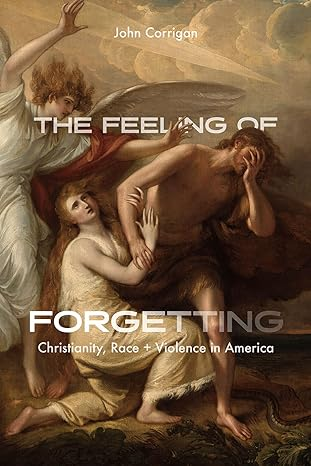 John Corrigan
THE FEELING OF
FORGETTING
Christianity, Race + Violence in America